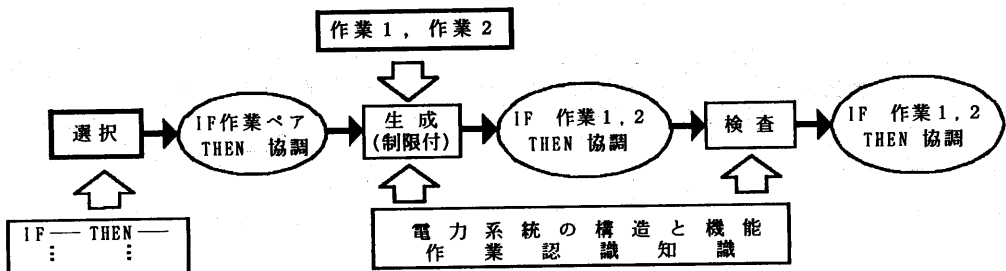 作業1，作業2
選択
IF作業ペア
THEN 協調
生成
(制限付)
IF 作業1,2
THEN 協調
検査
IF 作業1,2
THEN 協調
IF── THEN──
⋮ ⋮
電力系統の構造と機能
作業認識知識